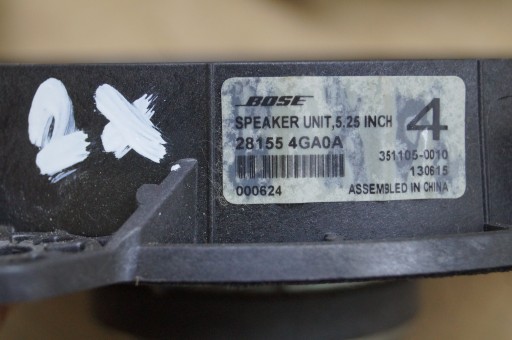 BOSE
SPEAKER UNIT, 5.25 INCH
4
28155 4GA0A
351105-0010
130615
000624
ASSEMBLED IN CHINA